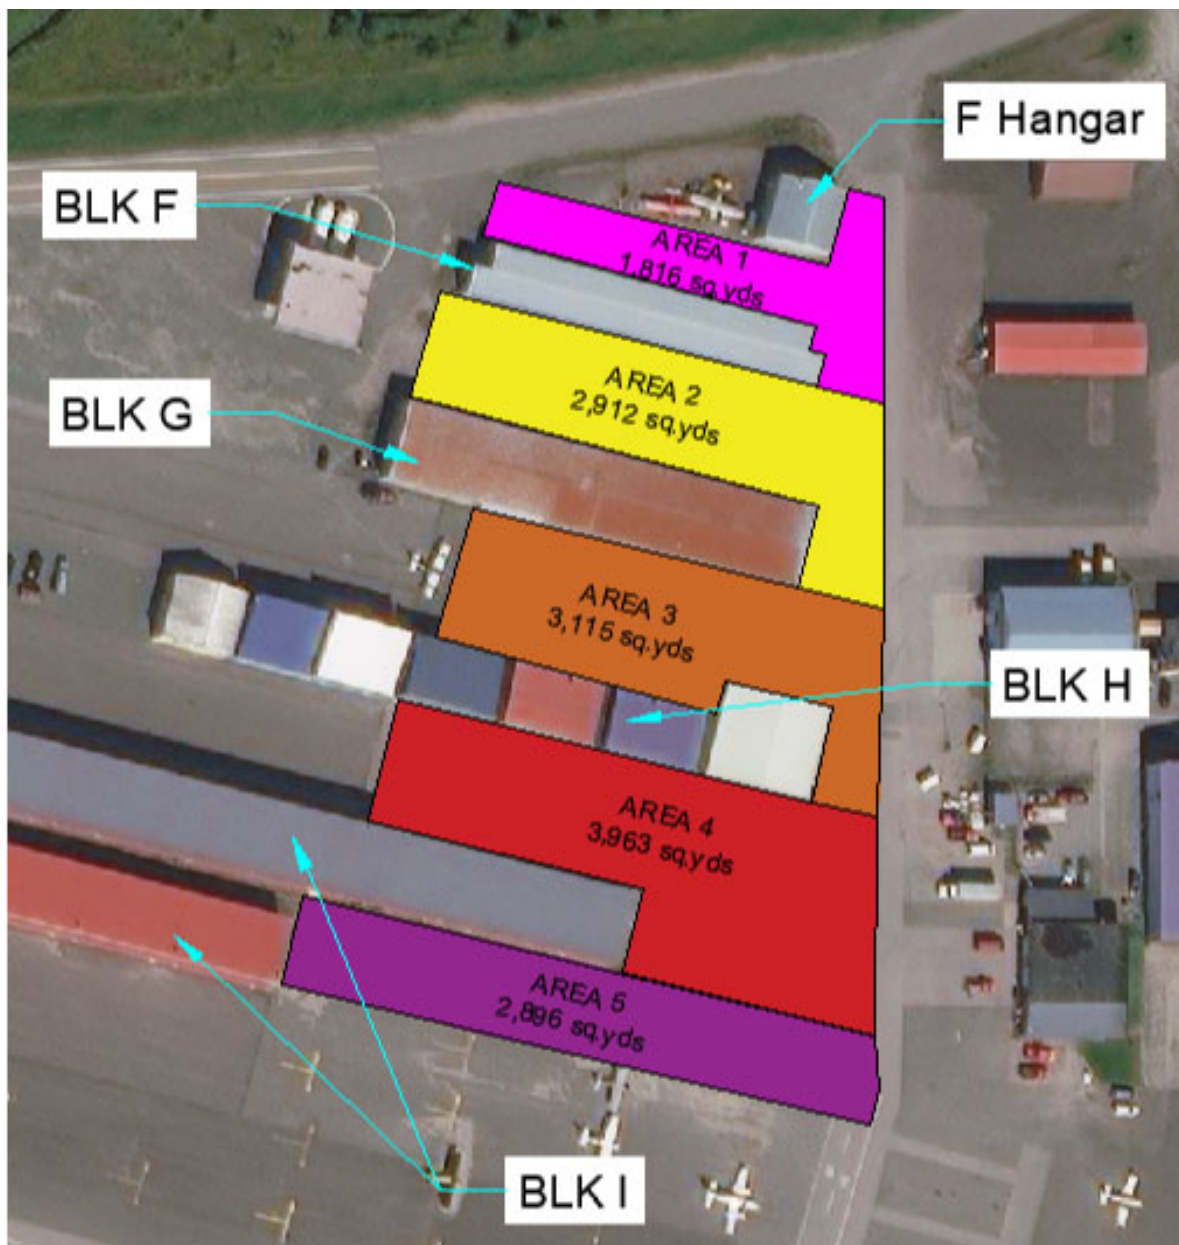 F Hangar
BLK F
AREA 1
1,816 sq.yds
AREA 2
2,912 sq.yds
BLK G
AREA 3
3,115 sq.yds
BLK H
AREA 4
3,963 sq.yds
AREA 5
2,896 sq.yds
BLK I